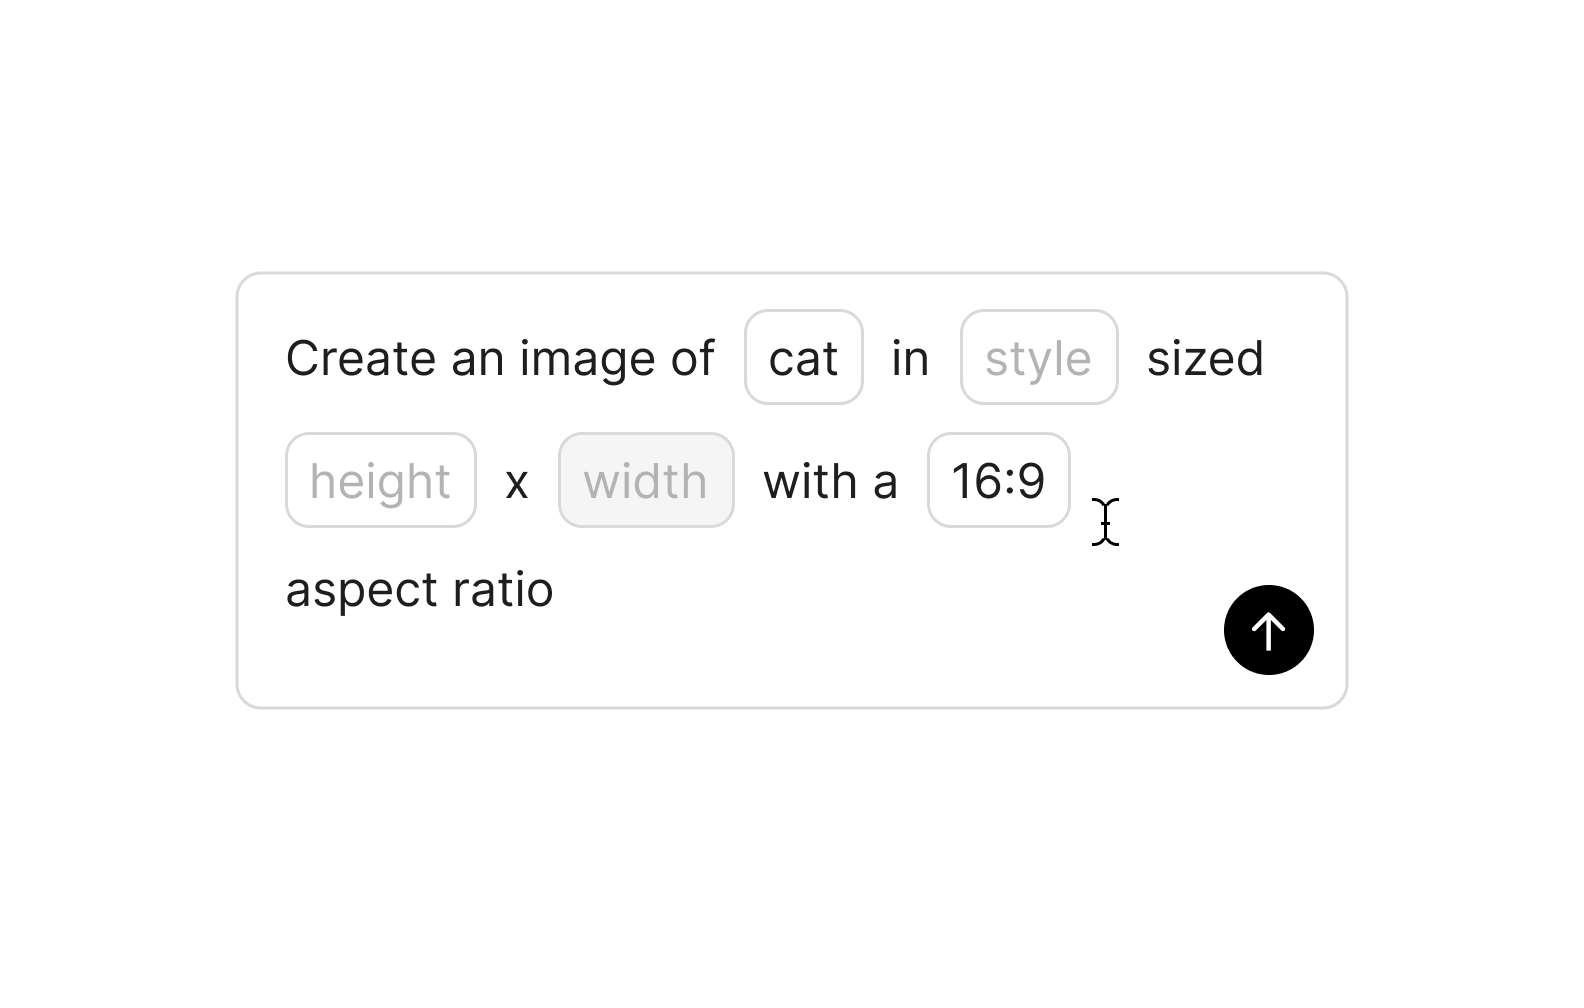 Create an image of cat in style sized
height x width with a 16:9
aspect ratio